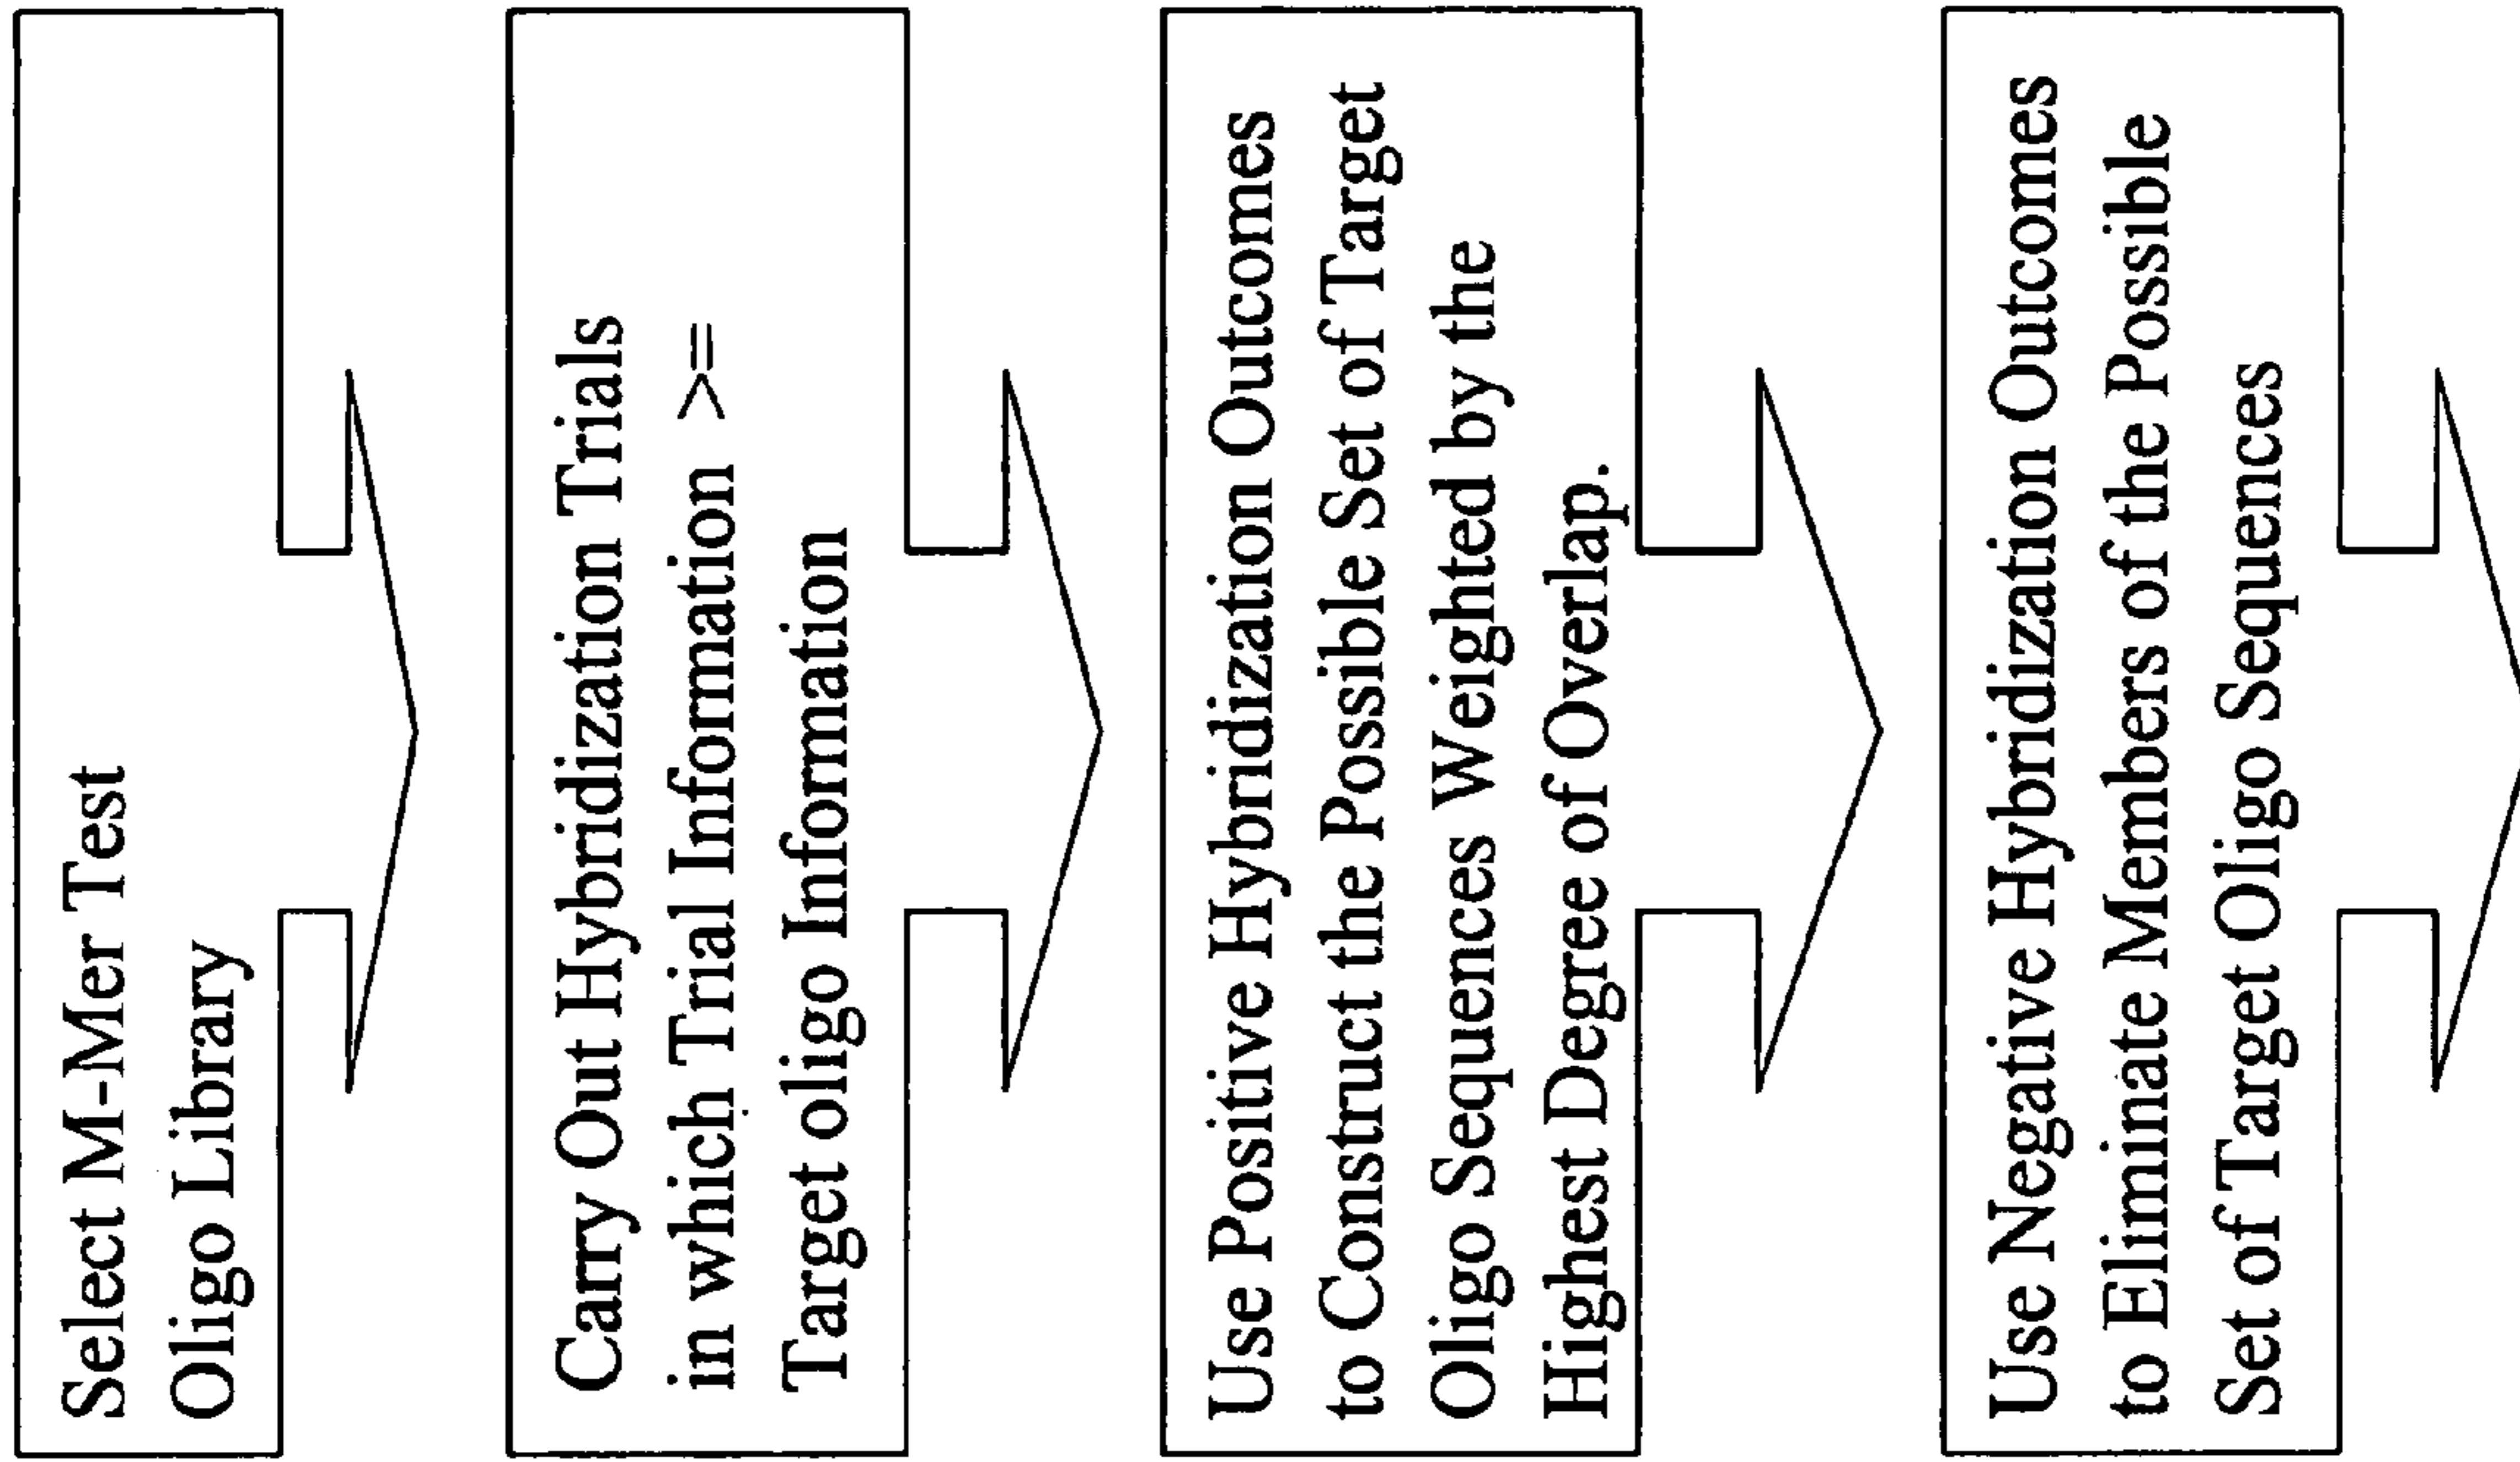 Select M-Mer Test
Oligo Library
Carry Out Hybridization Trials
in which Trial Information >=
Target oligo Information
Use Positive Hybridization Outcomes
to Construct the Possible Set of Target
Oligo Sequences Weighted by the
Highest Degree of Overlap.
Use Negative Hybridization Outcomes
to Eliminate Members of the Possible
Set of Target Oligo Sequences